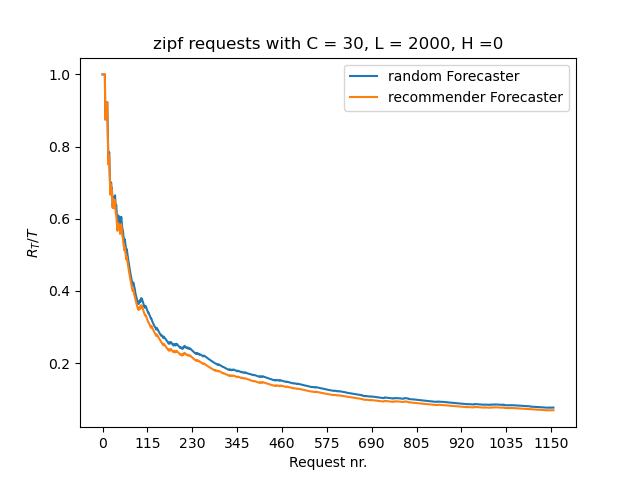 zipf requests with C = 30, L = 2000, H =0
random Forecaster
recommender Forecaster
1.0
0.8
0.6
0.4
0.2
R_T/T
0 115 230 345 460 575 690 805 920 1035 1150
Request nr.